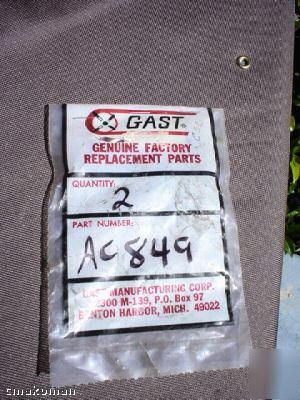 GAST®
GENUINE FACTORY
REPLACEMENT PARTS
QUANTITY:
2
PART NUMBER:
AC849
GAST MANUFACTURING CORP.
2300 M-139, P.O. Box 97
BENTON HARBOR, MICH. 49022
cmakoman